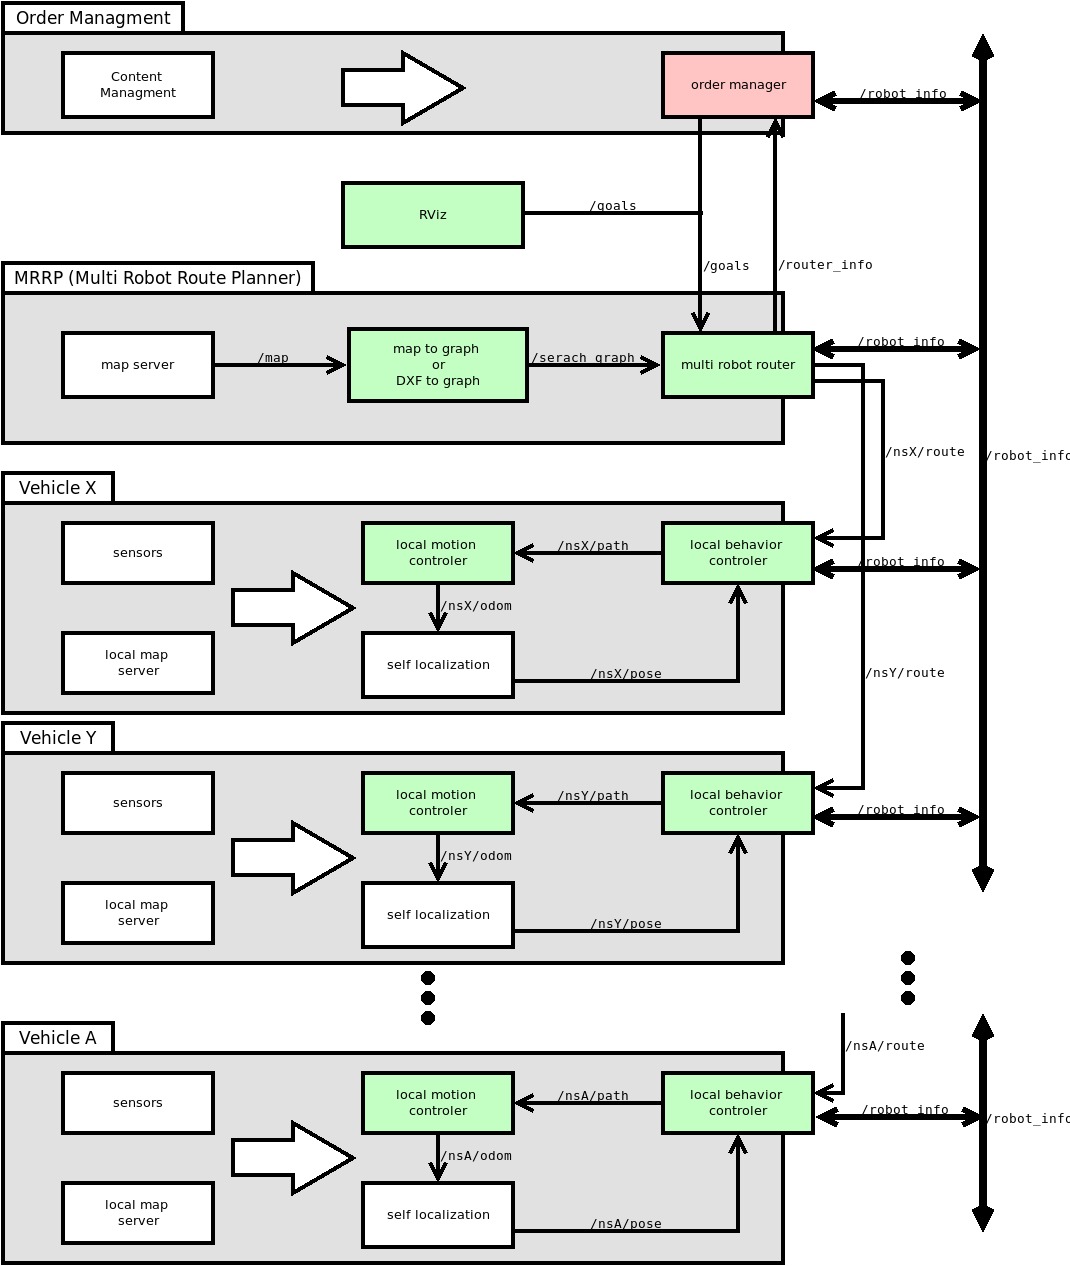 Order Managment
Content
Managment
order manager
/robot_info
RViz
/goals
/goals
/router_info
MRRP (Multi Robot Route Planner)
map server
/map
map to graph
or
DXF to graph
/serach_graph
multi robot router
/robot_info
/nsX/route
/robot_info
Vehicle X
sensors
local motion
controler
/nsX/path
local behavior
controler
/robot_info
/nsX/odom
local map
server
self localization
/nsX/pose
/nsY/route
Vehicle Y
sensors
local motion
controler
/nsY/path
local behavior
controler
/robot_info
/nsY/odom
local map
server
self localization
/nsY/pose
Vehicle A
/nsA/route
sensors
local motion
controler
/nsA/path
local behavior
controler
/robot_info
/robot_info
/nsA/odom
local map
server
self localization
/nsA/pose